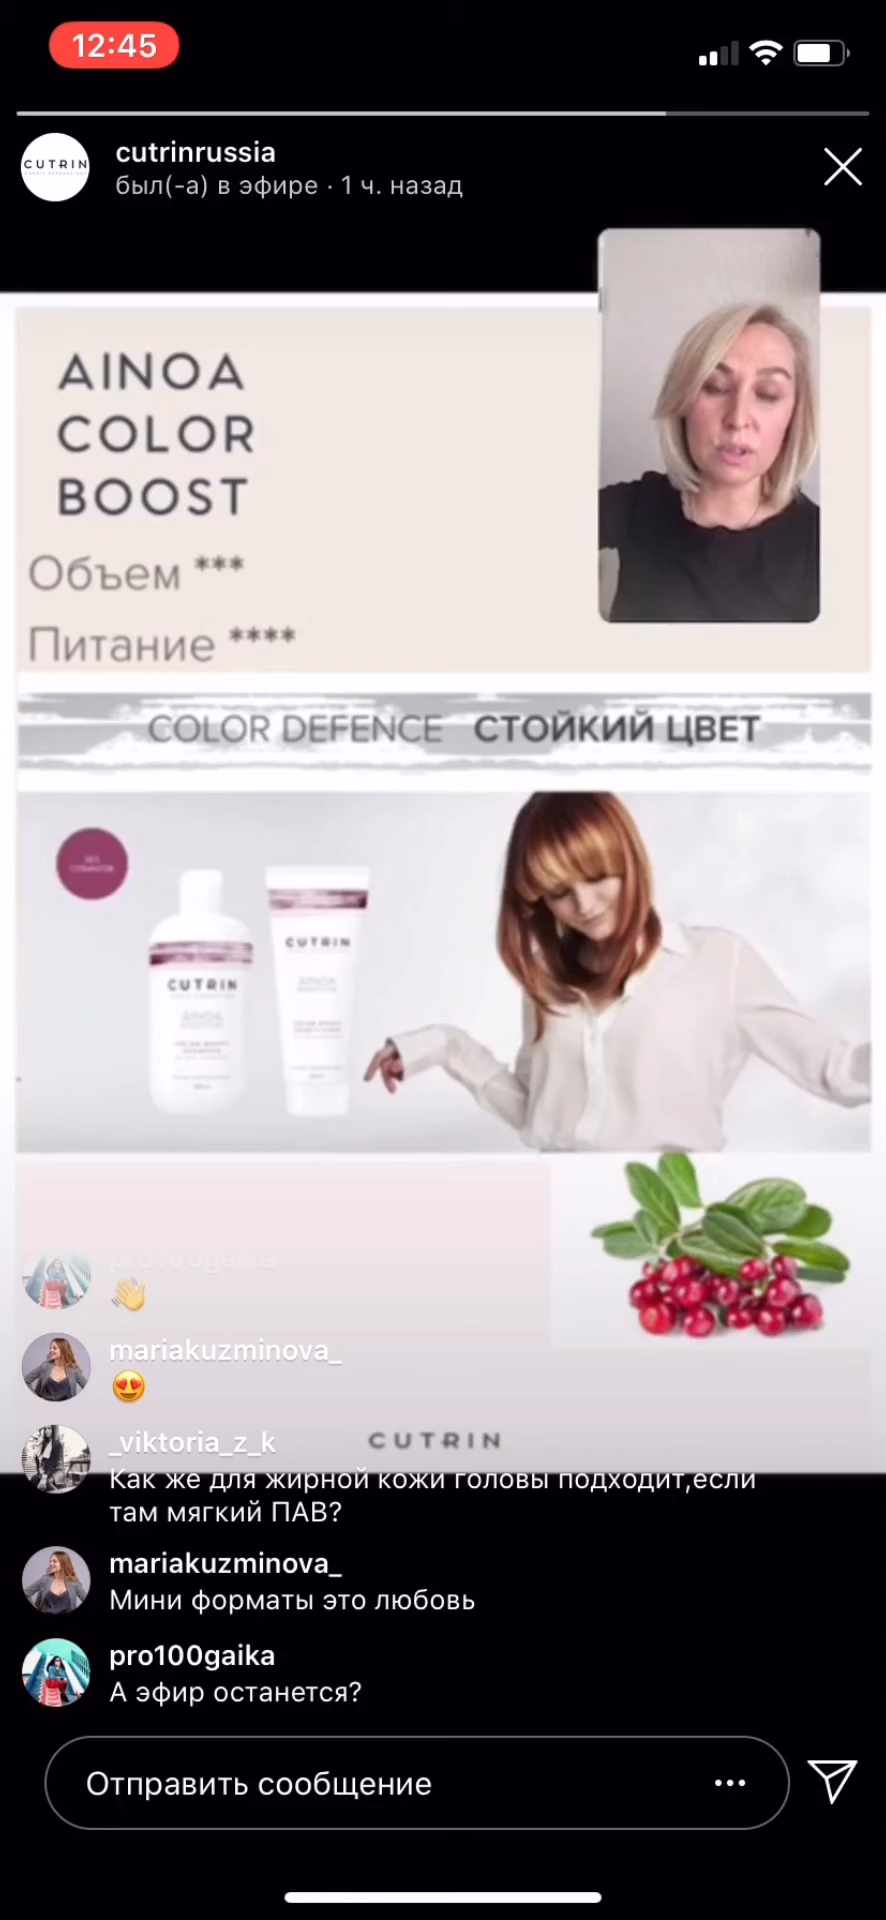 12:45
CUTRIN
cutrinrussia
был(-а) в эфире · 1 ч. назад
AINOA
COLOR
BOOST
Объем ***
Питание ****
COLOR DEFENCE СТОЙКИЙ ЦВЕТ
CUTRIN
CUTRIN
pro100gaika
👋
mariakuzminova_
😍
_viktoria_z_k
CUTRIN
Как же для жирной кожи головы подходит,если
там мягкий ПАВ?
mariakuzminova_
Мини форматы это любовь
pro100gaika
А эфир останется?
Отправить сообщение